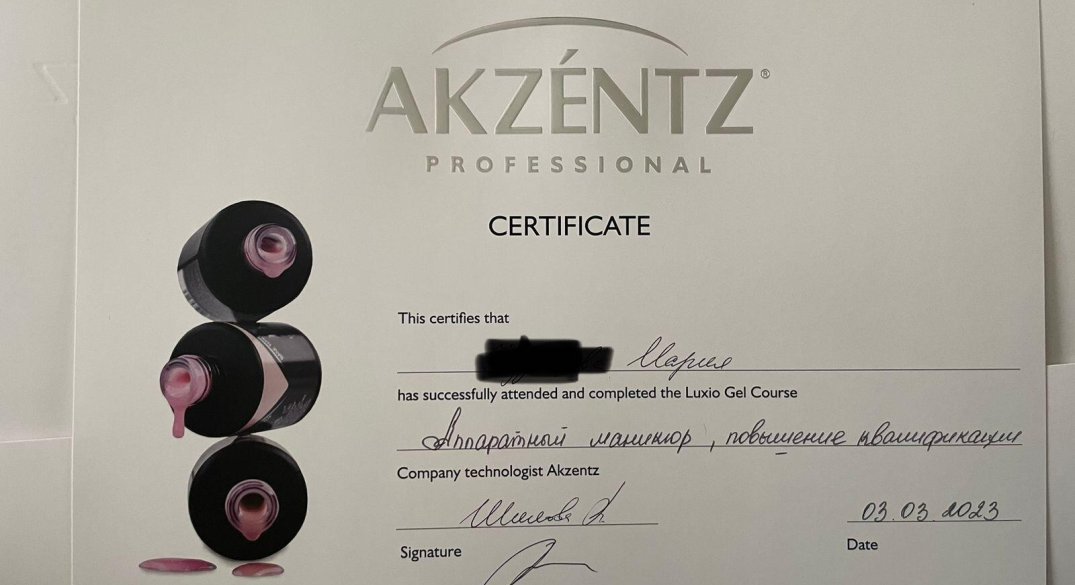 AKZÉNTZ®
PROFESSIONAL
CERTIFICATE
This certifies that
Мария
has successfully attended and completed the Luxio Gel Course
Аппаратный маникюр, повышение квалификации
Company technologist Akzentz
03.03.2023
Signature
Date